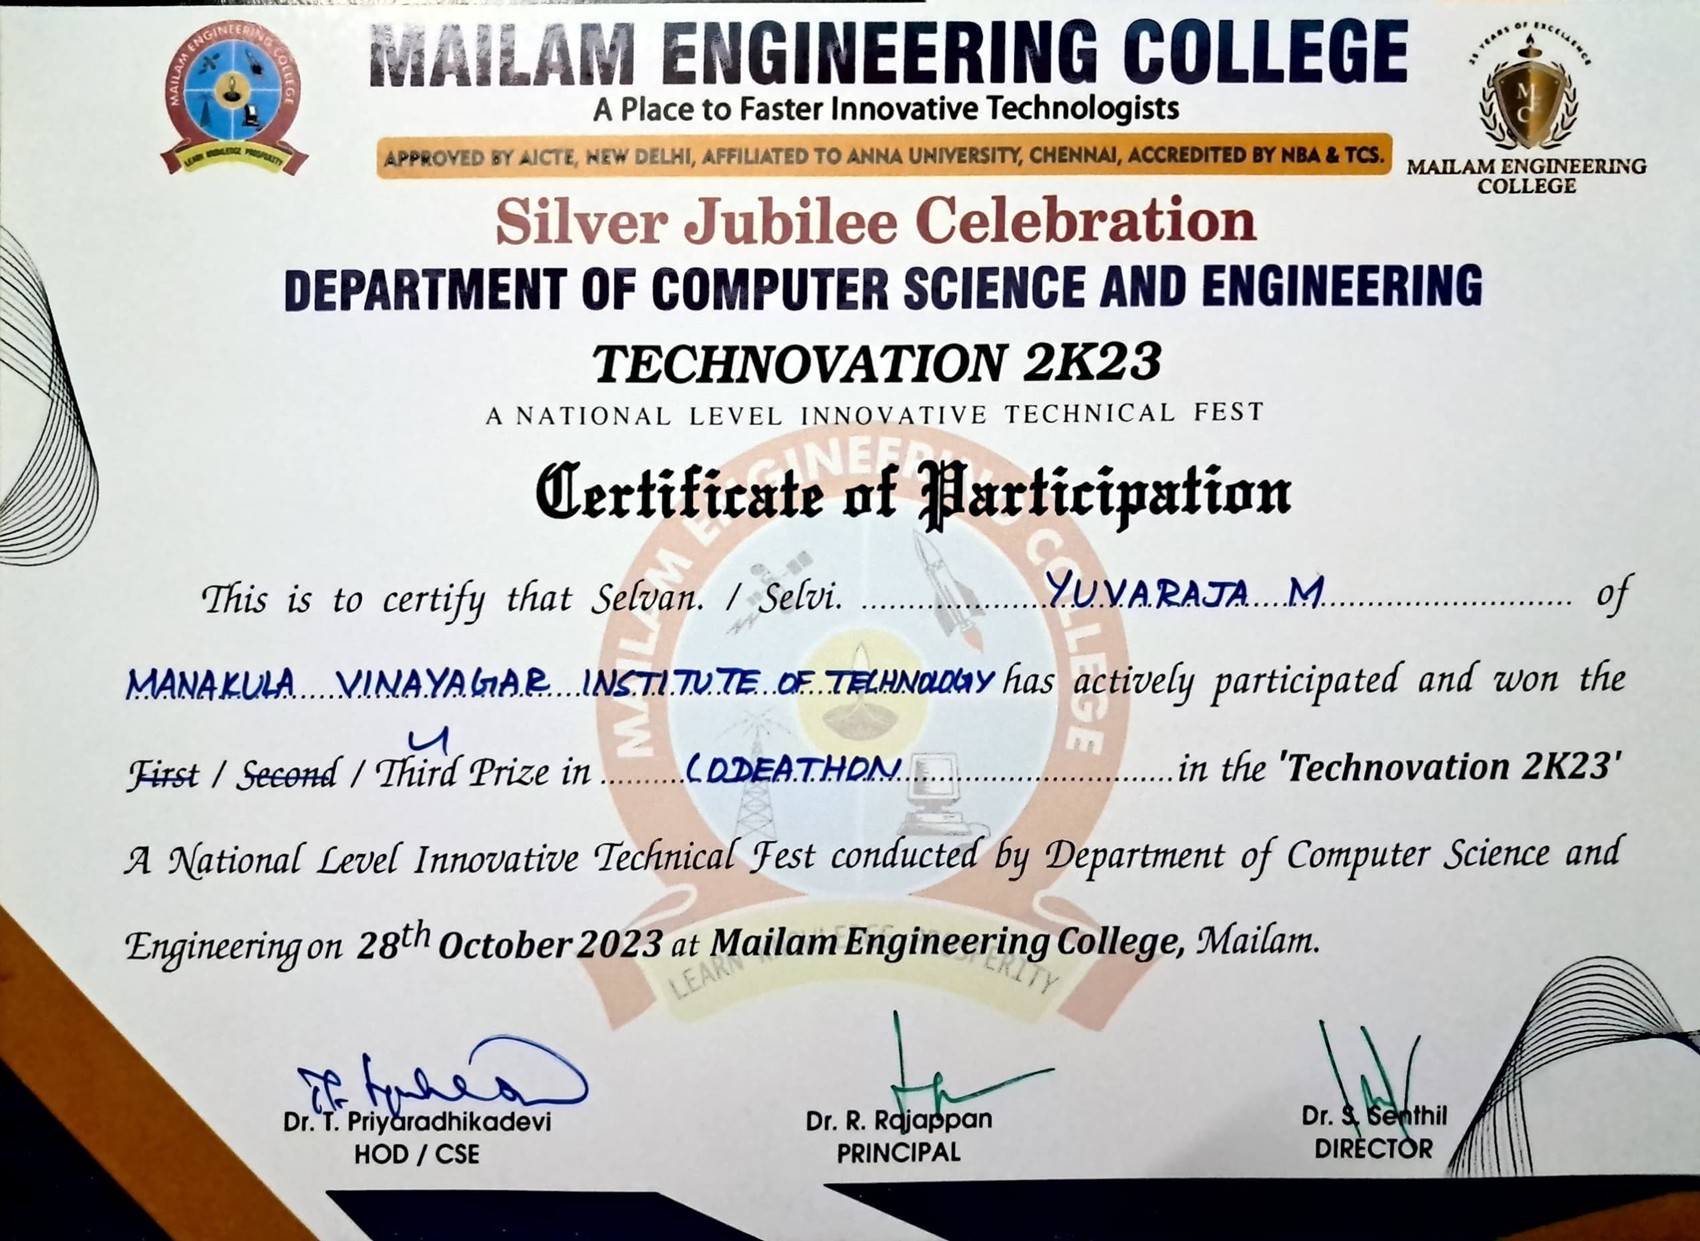 MAILAM ENGINEERING COLLEGE
LEARN KNOWLEDGE PROSPERITY
MAILAM ENGINEERING COLLEGE
A Place to Faster Innovative Technologists
APPROVED BY AICTE, NEW DELHI, AFFILIATED TO ANNA UNIVERSITY, CHENNAI, ACCREDITED BY NBA & TCS.
25 YEARS OF EXCELLENCE
MEC
MAILAM ENGINEERING
COLLEGE
Silver Jubilee Celebration
DEPARTMENT OF COMPUTER SCIENCE AND ENGINEERING
TECHNOVATION 2K23
A NATIONAL LEVEL INNOVATIVE TECHNICAL FEST
Certificate of Participation
This is to certify that Selvan. / Selvi. YUVARAJA M of
MANAKULA VINAYAGAR INSTITUTE OF TECHNOLOGY has actively participated and won the
First / Second / Third Prize in CODEATHON in the 'Technovation 2K23'
A National Level Innovative Technical Fest conducted by Department of Computer Science and
Engineering on 28th October 2023 at Mailam Engineering College, Mailam.
MAILAM ENGINEERING COLLEGE
LEARN KNOWLEDGE PROSPERITY
Dr. T. Priyaradhikadevi
HOD / CSE
Dr. R. Rajappan
PRINCIPAL
Dr. S. Senthil
DIRECTOR